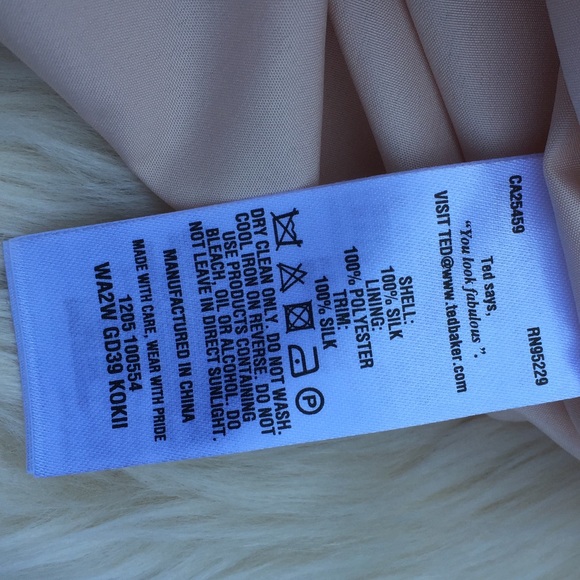 CA25459 RN95229
Ted says,
"You look fabulous".
VISIT TED@www.tedbaker.com
SHELL:
100% SILK
LINING:
100% POLYESTER
TRIM:
100% SILK
P
DRY CLEAN ONLY. DO NOT WASH.
COOL IRON ON REVERSE. DO NOT
USE PRODUCTS CONTAINING
BLEACH, OIL OR ALCOHOL. DO
NOT LEAVE IN DIRECT SUNLIGHT.
MANUFACTURED IN CHINA
MADE WITH CARE, WEAR WITH PRIDE
1205 100554
WA2W GD39 KOKII